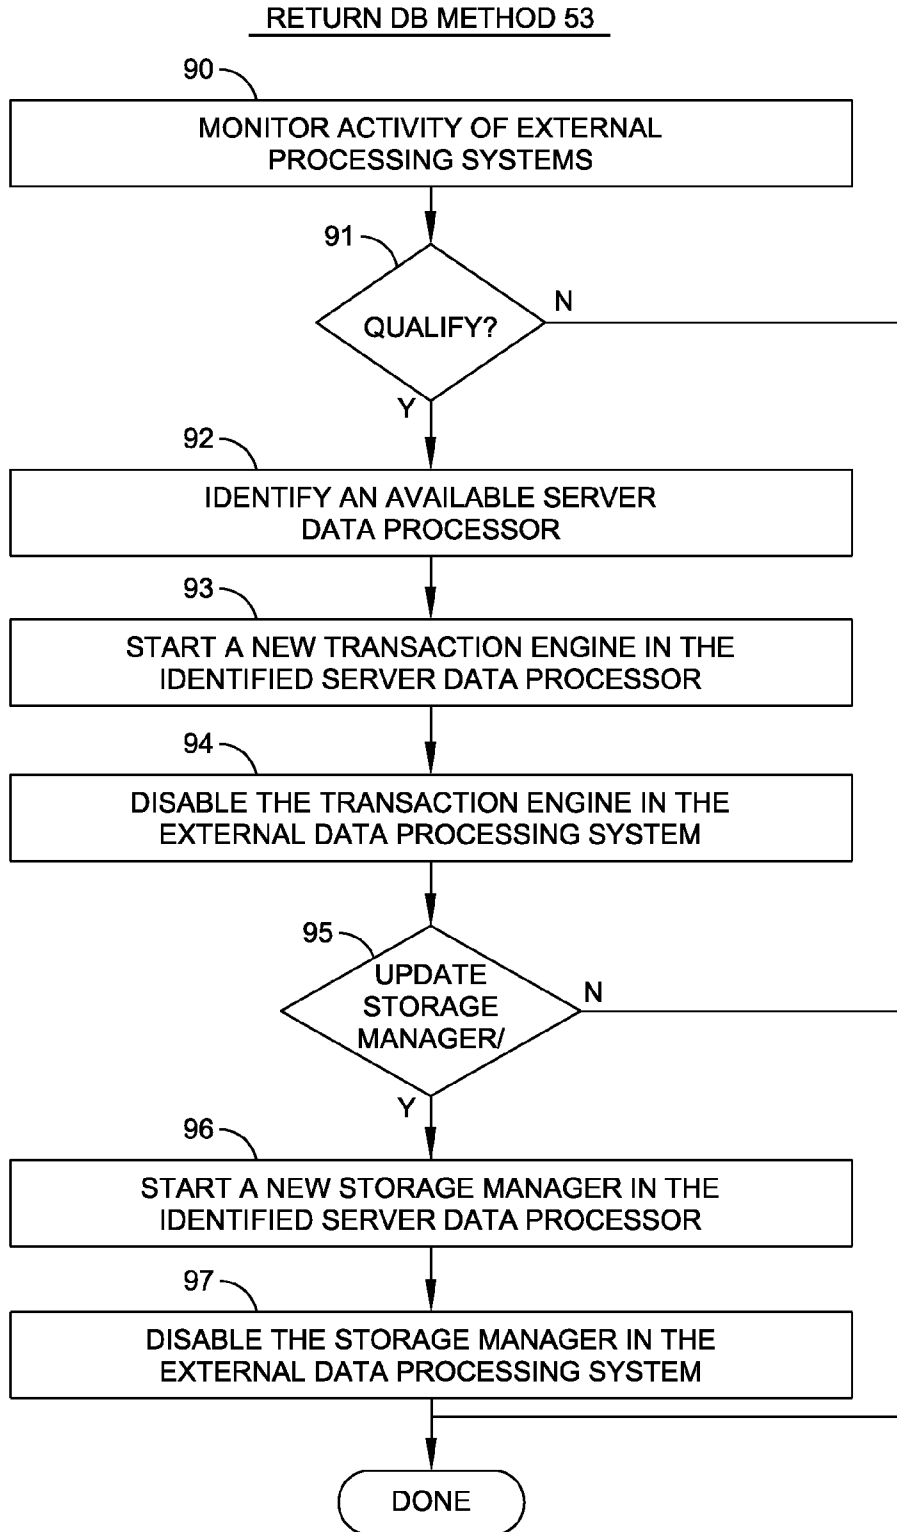 RETURN DB METHOD 53
90
MONITOR ACTIVITY OF EXTERNAL
PROCESSING SYSTEMS
91
N
QUALIFY?
Y
92
IDENTIFY AN AVAILABLE SERVER
DATA PROCESSOR
93
START A NEW TRANSACTION ENGINE IN THE
IDENTIFIED SERVER DATA PROCESSOR
94
DISABLE THE TRANSACTION ENGINE IN THE
EXTERNAL DATA PROCESSING SYSTEM
95
UPDATE
STORAGE
MANAGER/
N
Y
96
START A NEW STORAGE MANAGER IN THE
IDENTIFIED SERVER DATA PROCESSOR
97
DISABLE THE STORAGE MANAGER IN THE
EXTERNAL DATA PROCESSING SYSTEM
DONE